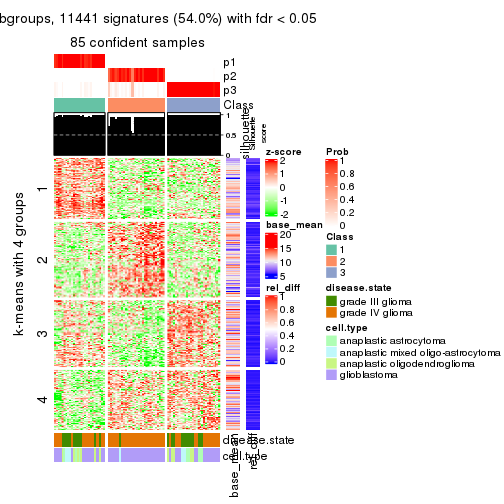 bgroups, 11441 signatures (54.0%) with fdr < 0.05
85 confident samples
p1
p2
p3
Class
1
0.5
0
silhouette
Silhouette
score
k-means with 4 groups
1
2
3
4
z-score
2
1
0
-1
-2
base_mean
20
15
10
5
rel_diff
1
0.8
0.6
0.4
0.2
0
Prob
1
0.8
0.6
0.4
0.2
0
Class
1
2
3
disease.state
grade III glioma
grade IV glioma
cell.type
anaplastic astrocytoma
anaplastic mixed oligo-astrocytoma
anaplastic oligodendroglioma
glioblastoma
disease.state
cell.type
base_mean
rel_diff